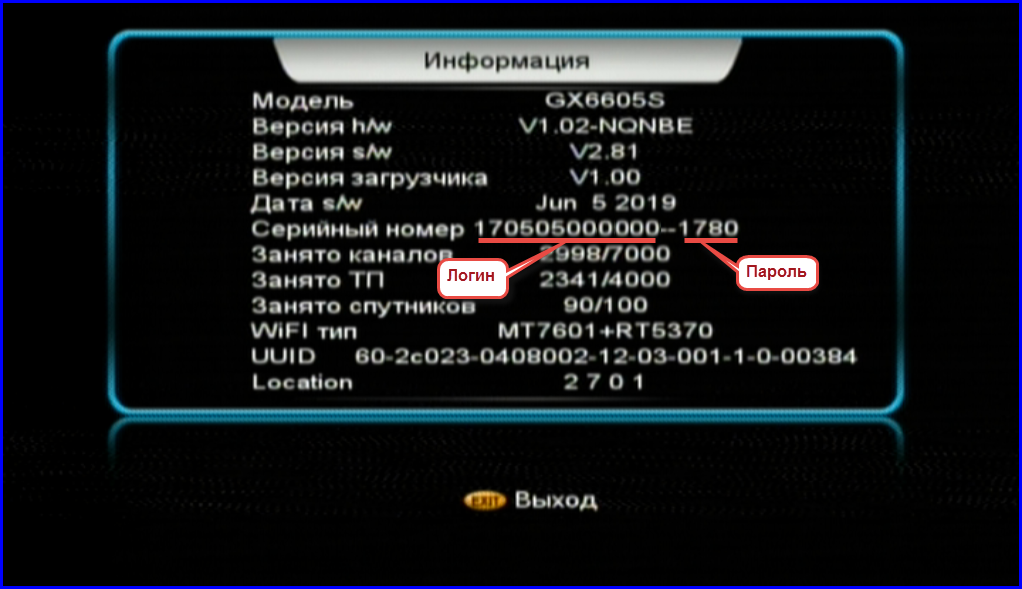 Информация
Модель GX6605S
Версия h/w V1.02-NQNBE
Версия s/w V2.81
Версия загрузчика V1.00
Дата s/w Jun 5 2019
Серийный номер 170505000000--1780
Занято каналов 2998/7000
Логин
Пароль
Занято ТП 2341/4000
Занято спутников 90/100
WiFI тип MT7601+RT5370
UUID 60-2c023-0408002-12-03-001-1-0-00384
Location 2 7 0 1
EXIT Выход